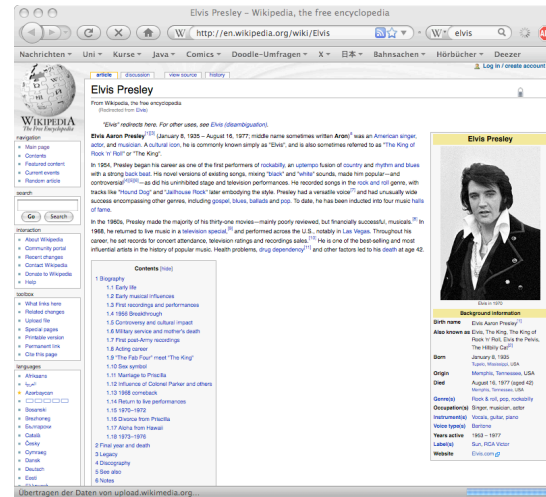 Elvis Presley – Wikipedia, the free encyclopedia
http://en.wikipedia.org/wiki/Elvis
elvis
Nachrichten Uni Kurse Java Comics Doodle-Umfragen X 日本 Bahnsachen Hörbücher Deezer
Log in / create account
article discussion view source history
WIKIPEDIA
The Free Encyclopedia
navigation
Main page
Contents
Featured content
Current events
Random article
search
Go Search
interaction
About Wikipedia
Community portal
Recent changes
Contact Wikipedia
Donate to Wikipedia
Help
toolbox
What links here
Related changes
Upload file
Special pages
Printable version
Permanent link
Cite this page
languages
Afrikaans
العربية
Azərbaycan
Bosanski
Brezhoneg
Български
Català
Česky
Cymraeg
Dansk
Deutsch
Eesti
Elvis Presley
From Wikipedia, the free encyclopedia
(Redirected from Elvis)
"Elvis" redirects here. For other uses, see Elvis (disambiguation).
Elvis Aaron Presley[1][2] (January 8, 1935 – August 16, 1977; middle name sometimes written Aron)a was an American singer,
actor, and musician. A cultural icon, he is commonly known simply as "Elvis", and is also sometimes referred to as "The King of
Rock 'n' Roll" or "The King".
In 1954, Presley began his career as one of the first performers of rockabilly, an uptempo fusion of country and rhythm and blues
with a strong back beat. His novel versions of existing songs, mixing "black" and "white" sounds, made him popular—and
controversial—as did his uninhibited stage and television performances. He recorded songs in the rock and roll genre, with
tracks like "Hound Dog" and "Jailhouse Rock" later embodying the style. Presley had a versatile voice[7] and had unusually wide
success encompassing other genres, including gospel, blues, ballads and pop. To date, he has been inducted into four music halls
of fame.
In the 1960s, Presley made the majority of his thirty-one movies—mainly poorly reviewed, but financially successful, musicals. In
1968, he returned to live music in a television special, and performed across the U.S., notably in Las Vegas. Throughout his
career, he set records for concert attendance, television ratings and recordings sales. He is one of the best-selling and most
influential artists in the history of popular music. Health problems, drug dependency[11] and other factors led to his death at age 42.
Contents [hide]
1 Biography
1.1 Early life
1.2 Early musical influences
1.3 First recordings and performances
1.4 1956 Breakthrough
1.5 Controversy and cultural impact
1.6 Military service and mother's death
1.7 First post-Army recordings
1.8 Acting career
1.9 "The Fab Four" meet "The King"
1.10 Sex symbol
1.11 Marriage to Priscilla
1.12 Influence of Colonel Parker and others
1.13 1968 comeback
1.14 Return to live performances
1.15 1970–1972
1.16 Divorce from Priscilla
1.17 Aloha from Hawaii
1.18 1973–1976
2 Final year and death
3 Legacy
4 Discography
5 See also
6 Notes
Elvis Presley
Elvis in 1970
Background information
Birth name Elvis Aaron Presley[1]
Also known as Elvis, The King, The King of
Rock 'n' Roll, Elvis the Pelvis,
The Hillbilly Cat
Born January 8, 1935
Tupelo, Mississippi, USA
Origin Memphis, Tennessee, USA
Died August 16, 1977 (aged 42)
Memphis, Tennessee, USA
Genre(s) Rock & roll, pop, rockabilly
Occupation(s) Singer, musician, actor
Instrument(s) Vocals, guitar, piano
Voice type(s) Baritone
Years active 1953 – 1977
Label(s) Sun, RCA Victor
Website Elvis.com
Übertragen der Daten von upload.wikimedia.org...